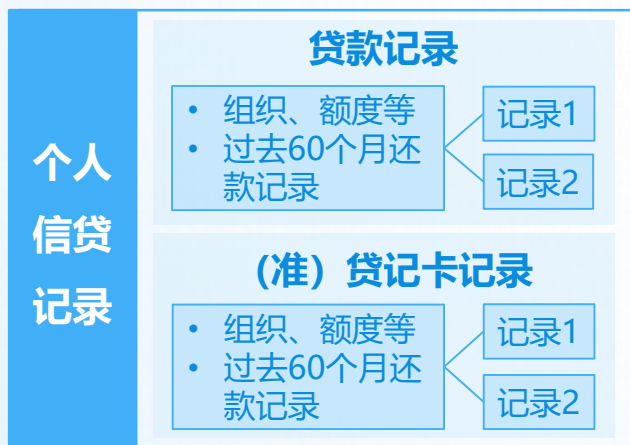 个人
信贷
记录
贷款记录
• 组织、额度等
• 过去60个月还
款记录
记录1
记录2
（准）贷记卡记录
• 组织、额度等
• 过去60个月还
款记录
记录1
记录2